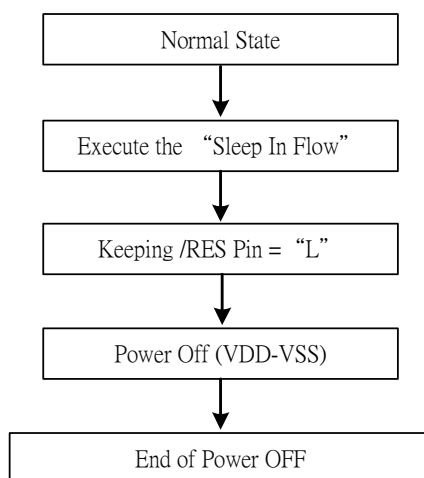 Normal State
Execute the “Sleep In Flow”
Keeping /RES Pin = “L”
Power Off (VDD-VSS)
End of Power OFF